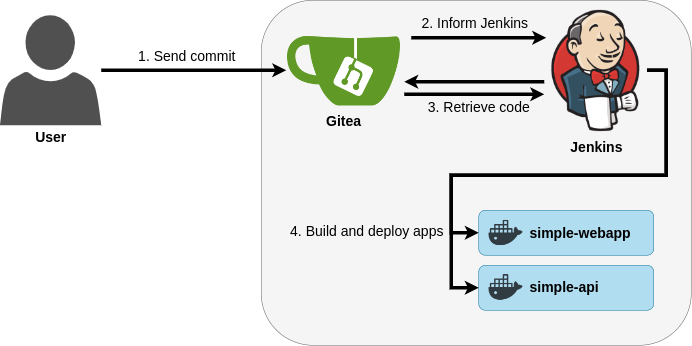 1. Send commit
2. Inform Jenkins
3. Retrieve code
User
Gitea
Jenkins
4. Build and deploy apps
simple-webapp
simple-api